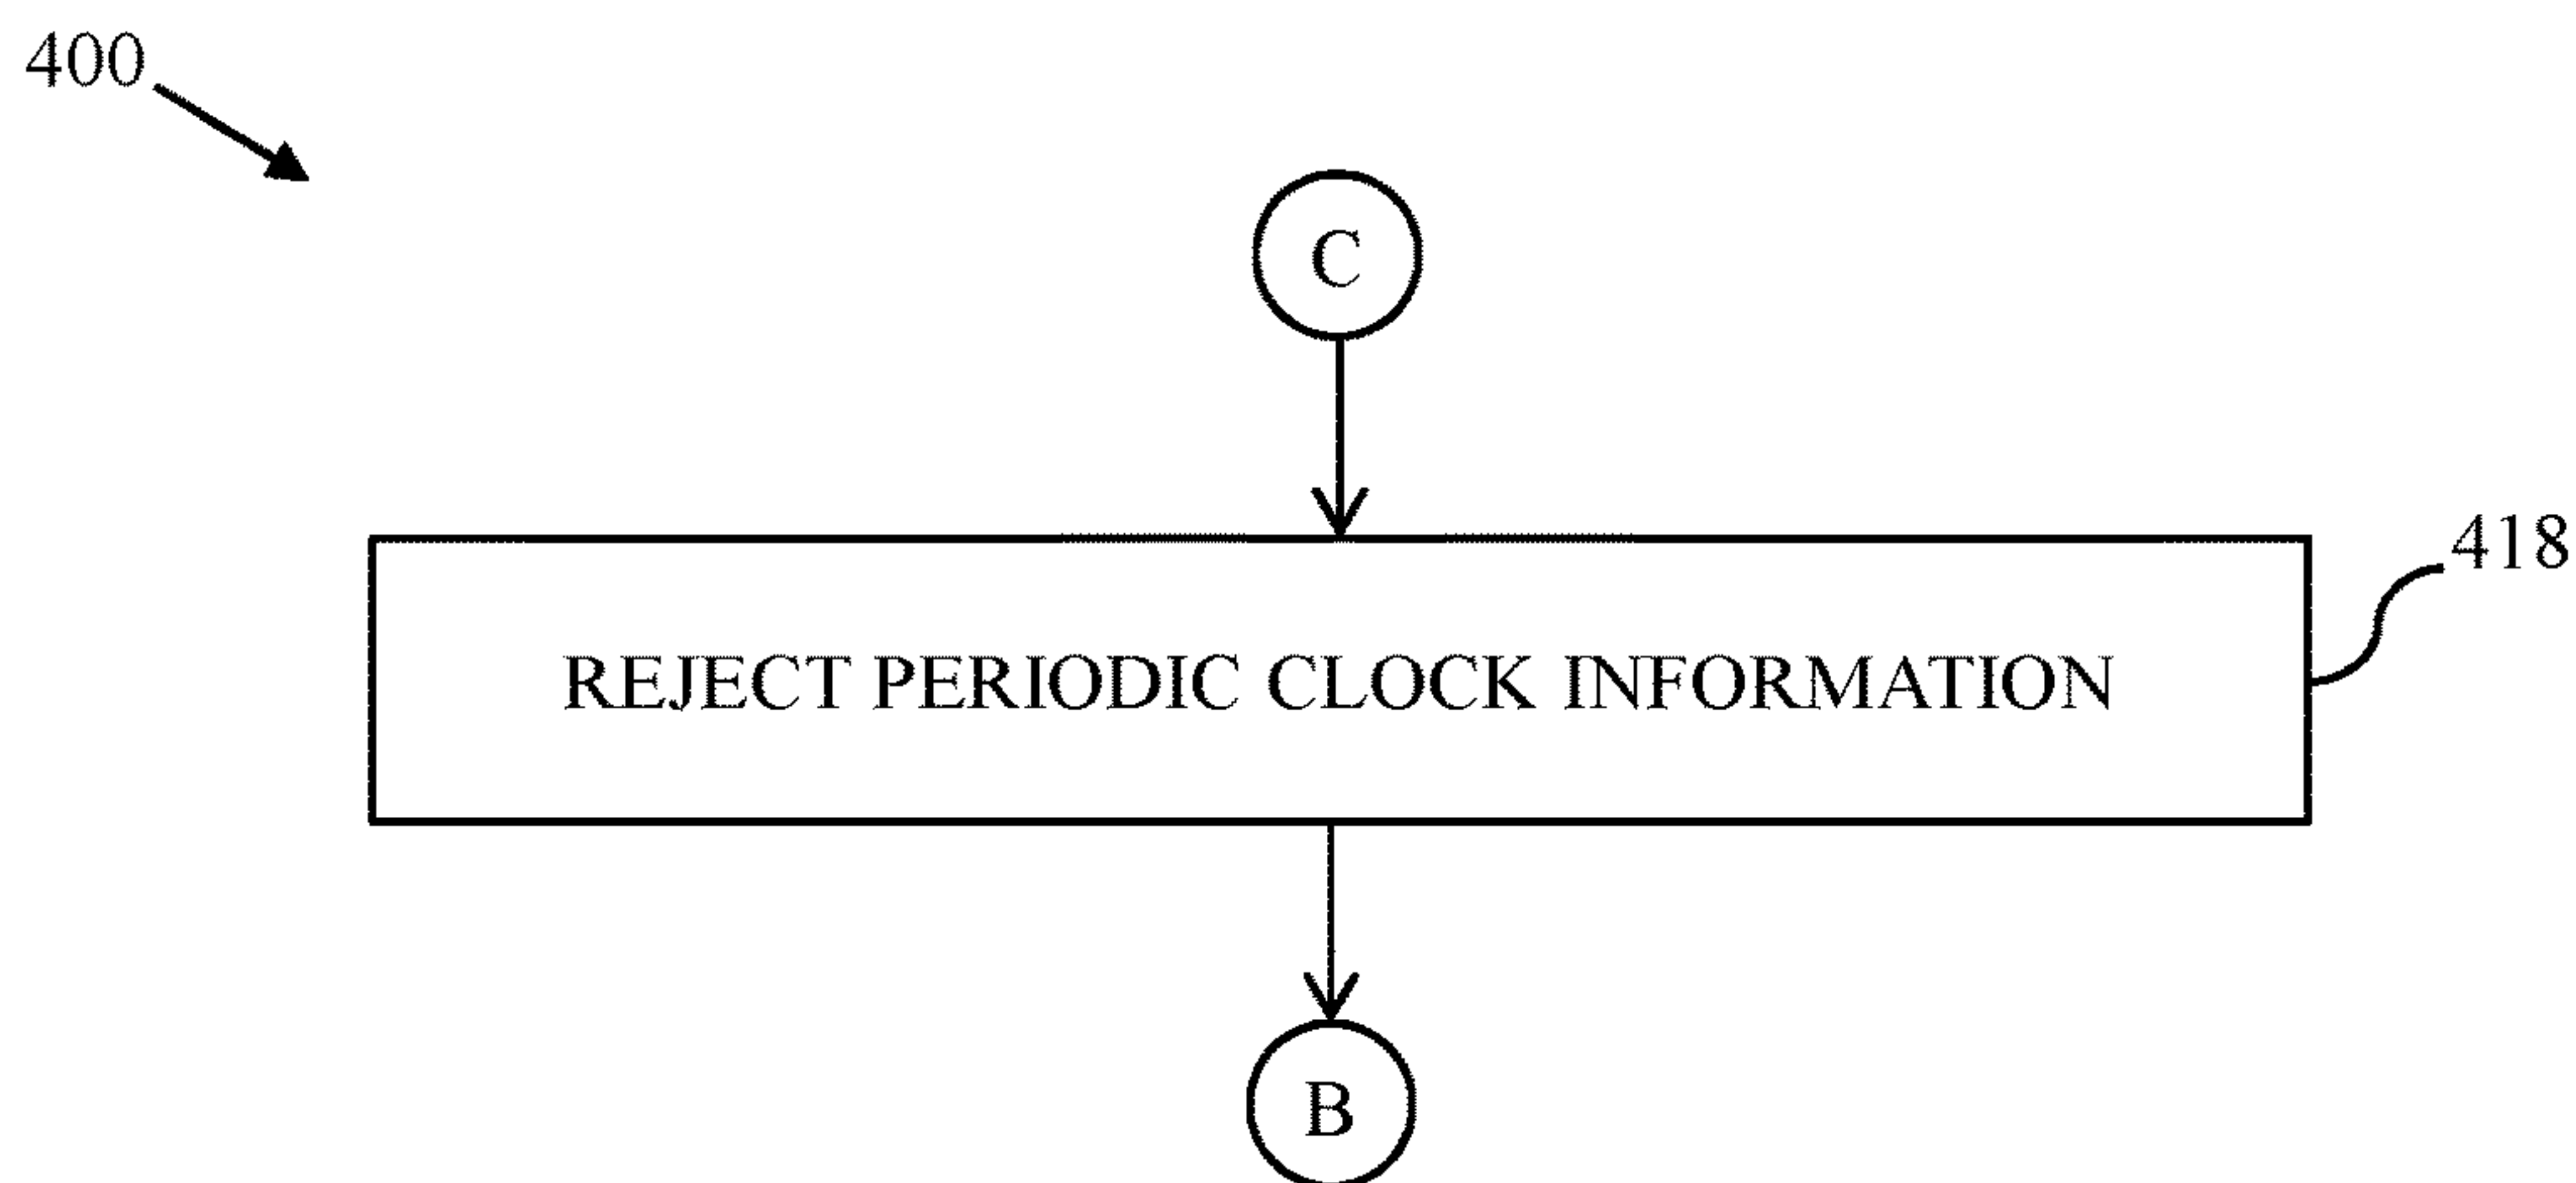 400
C
418
REJECT PERIODIC CLOCK INFORMATION
B